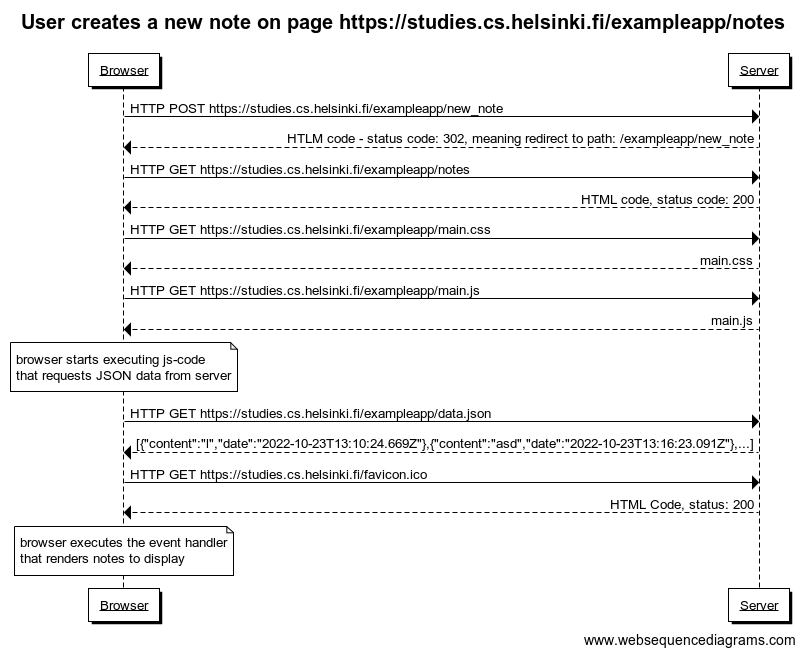 User creates a new note on page https://studies.cs.helsinki.fi/exampleapp/notes
Browser
Server
HTTP POST https://studies.cs.helsinki.fi/exampleapp/new_note
HTLM code - status code: 302, meaning redirect to path: /exampleapp/new_note
HTTP GET https://studies.cs.helsinki.fi/exampleapp/notes
HTML code, status code: 200
HTTP GET https://studies.cs.helsinki.fi/exampleapp/main.css
main.css
HTTP GET https://studies.cs.helsinki.fi/exampleapp/main.js
main.js
browser starts executing js-code
that requests JSON data from server
HTTP GET https://studies.cs.helsinki.fi/exampleapp/data.json
[{"content":"l","date":"2022-10-23T13:10:24.669Z"},{"content":"asd","date":"2022-10-23T13:16:23.091Z"},...]
HTTP GET https://studies.cs.helsinki.fi/favicon.ico
HTML Code, status: 200
browser executes the event handler
that renders notes to display
Browser
Server
www.websequencediagrams.com